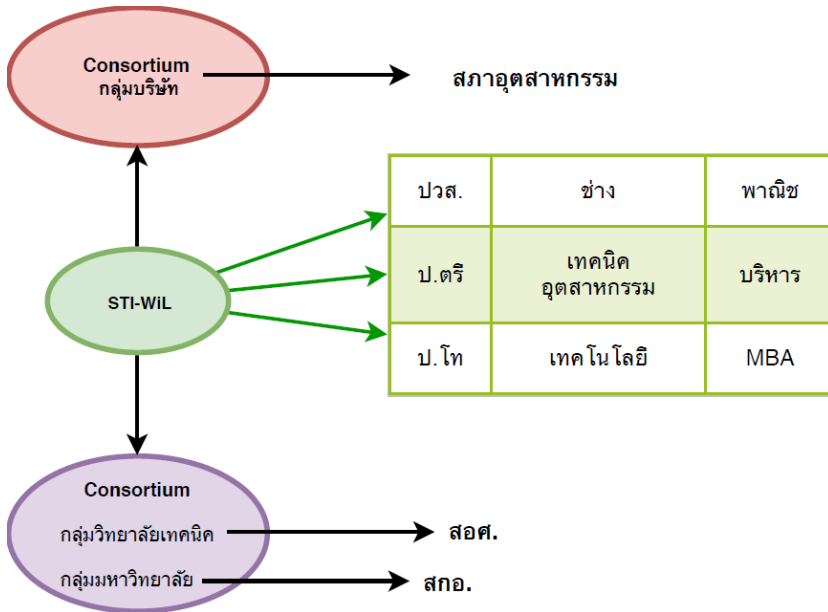 Consortium
กลุ่มบริษัท
สภาอุตสาหกรรม
ปวส. ช่าง พาณิช
STI-WiL
ป.ตรี เทคนิค อุตสาหกรรม บริหาร
ป.โท เทคโนโลยี MBA
Consortium
กลุ่มวิทยาลัยเทคนิค
สอศ.
กลุ่มมหาวิทยาลัย
สกอ.